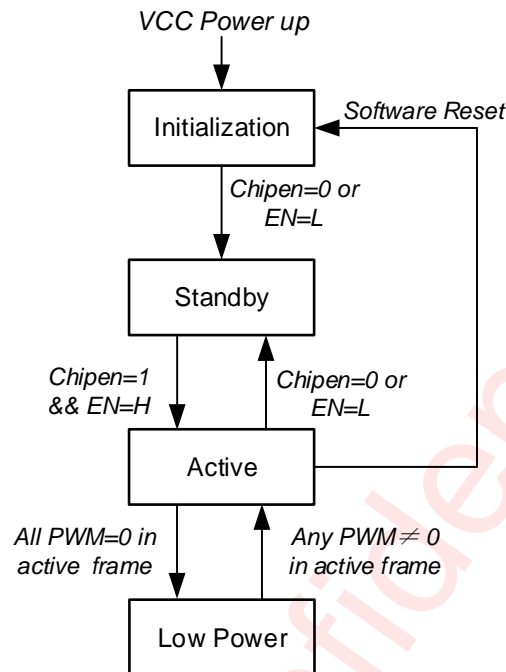 VCC Power up
Software Reset
Initialization
Chipen=0 or
EN=L
Standby
Chipen=1
&& EN=H
Chipen=0 or
EN=L
Active
All PWM=0 in
active frame
Any PWM≠0
in active frame
Low Power